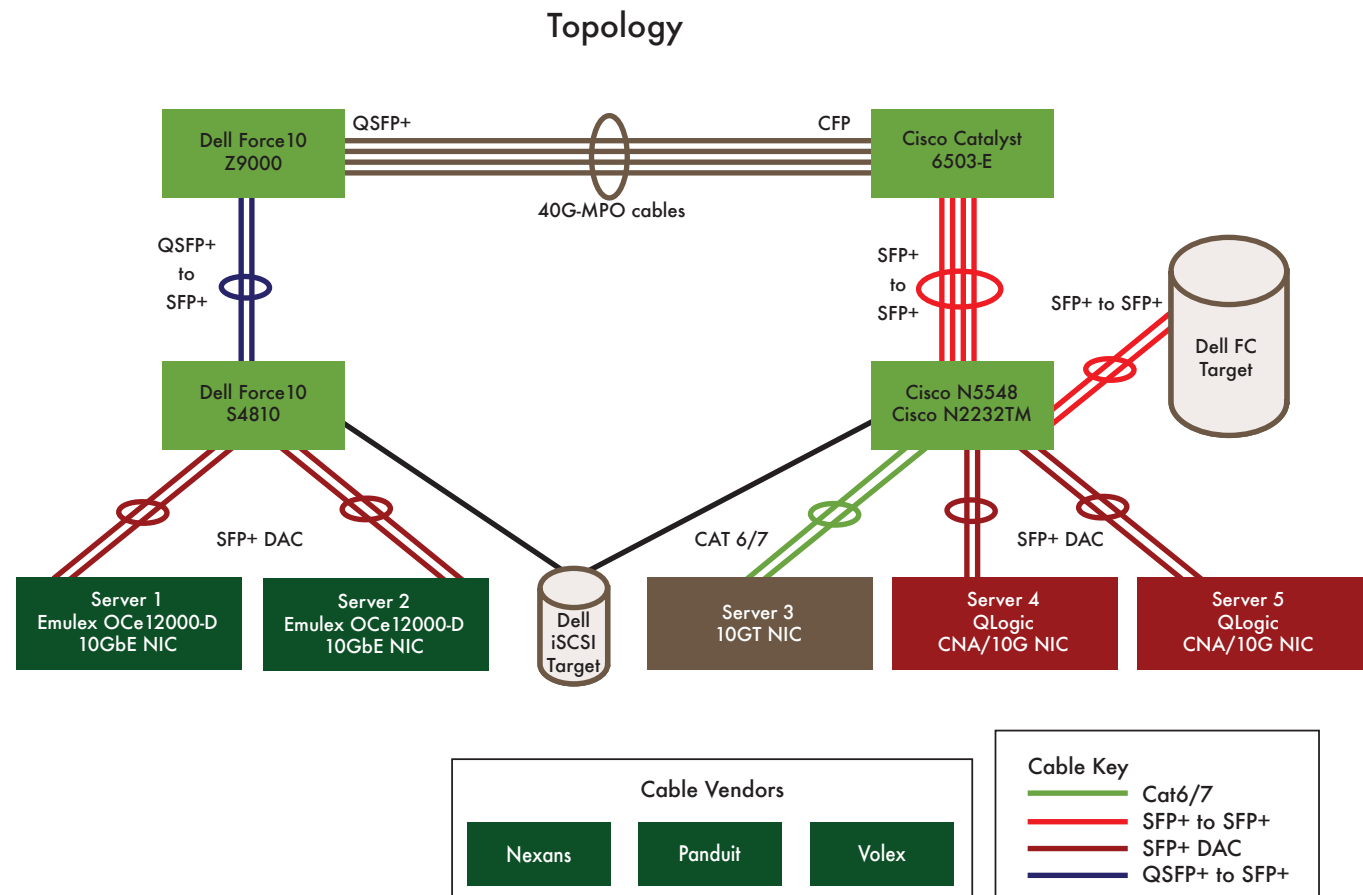 Topology
QSFP+
CFP
Dell Force10
Z9000
Cisco Catalyst
6503-E
40G-MPO cables
QSFP+
to
SFP+
SFP+
to
SFP+
SFP+ to SFP+
Dell FC
Target
Dell Force10
S4810
Cisco N5548
Cisco N2232TM
SFP+ DAC
CAT 6/7
SFP+ DAC
Server 1
Emulex OCe12000-D
10GbE NIC
Server 2
Emulex OCe12000-D
10GbE NIC
Dell
iSCSI
Target
Server 3
10GT NIC
Server 4
QLogic
CNA/10G NIC
Server 5
QLogic
CNA/10G NIC
Cable Vendors
Nexans
Panduit
Volex
Cable Key
Cat6/7
SFP+ to SFP+
SFP+ DAC
QSFP+ to SFP+